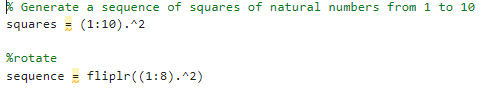 % Generate a sequence of squares of natural numbers from 1 to 10
squares = (1:10).^2
%rotate
sequence = fliplr((1:8).^2)